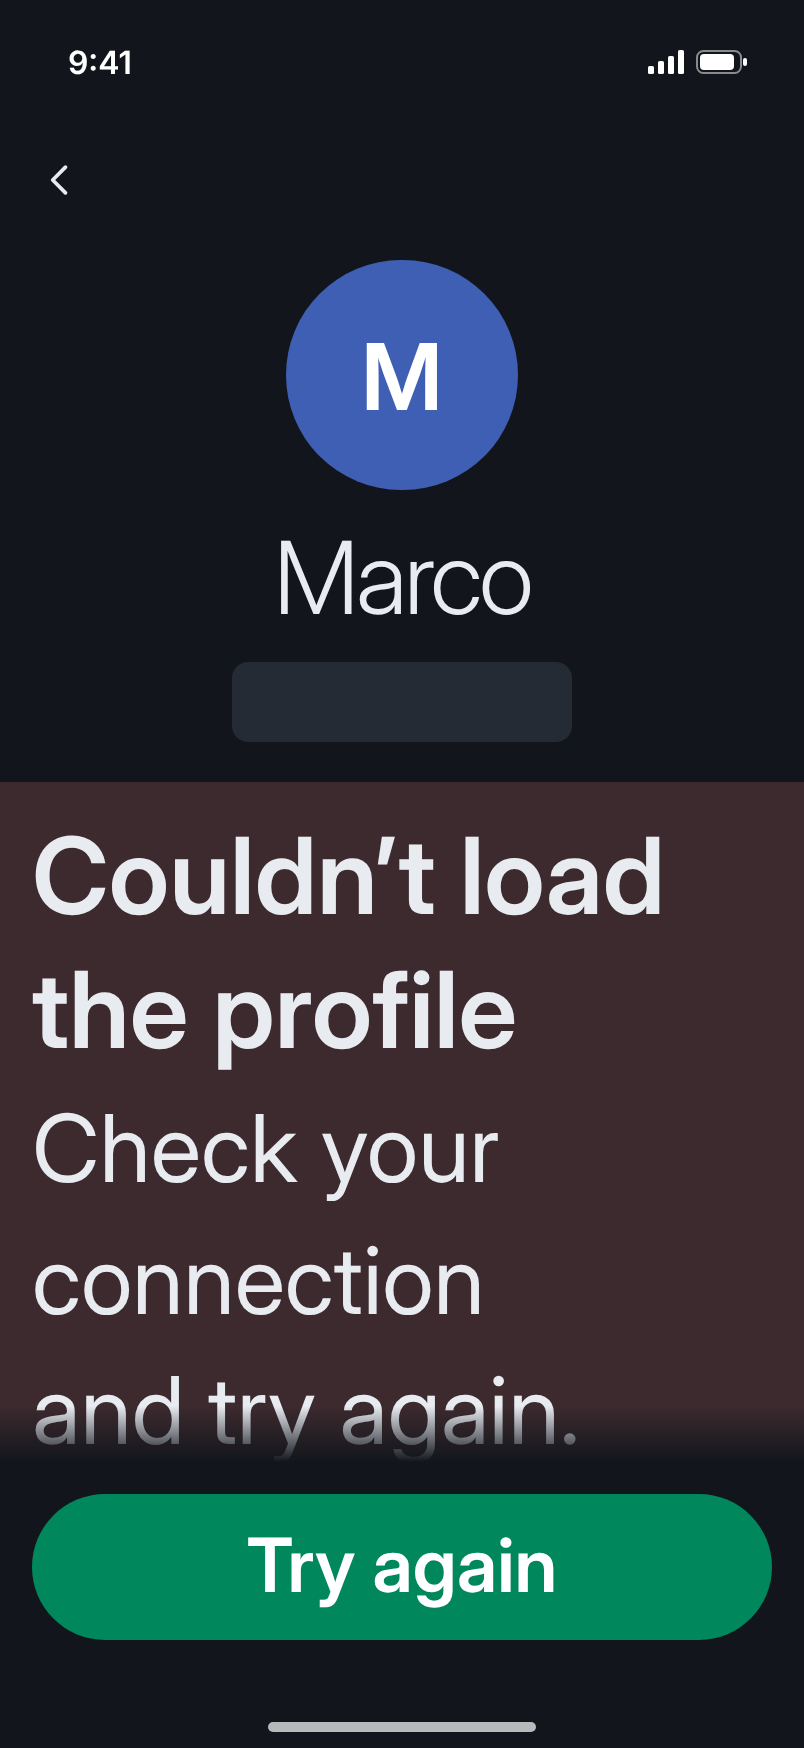 9:41
M
Marco
Couldn’t load
the profile
Check your
connection
and try again.
Try again